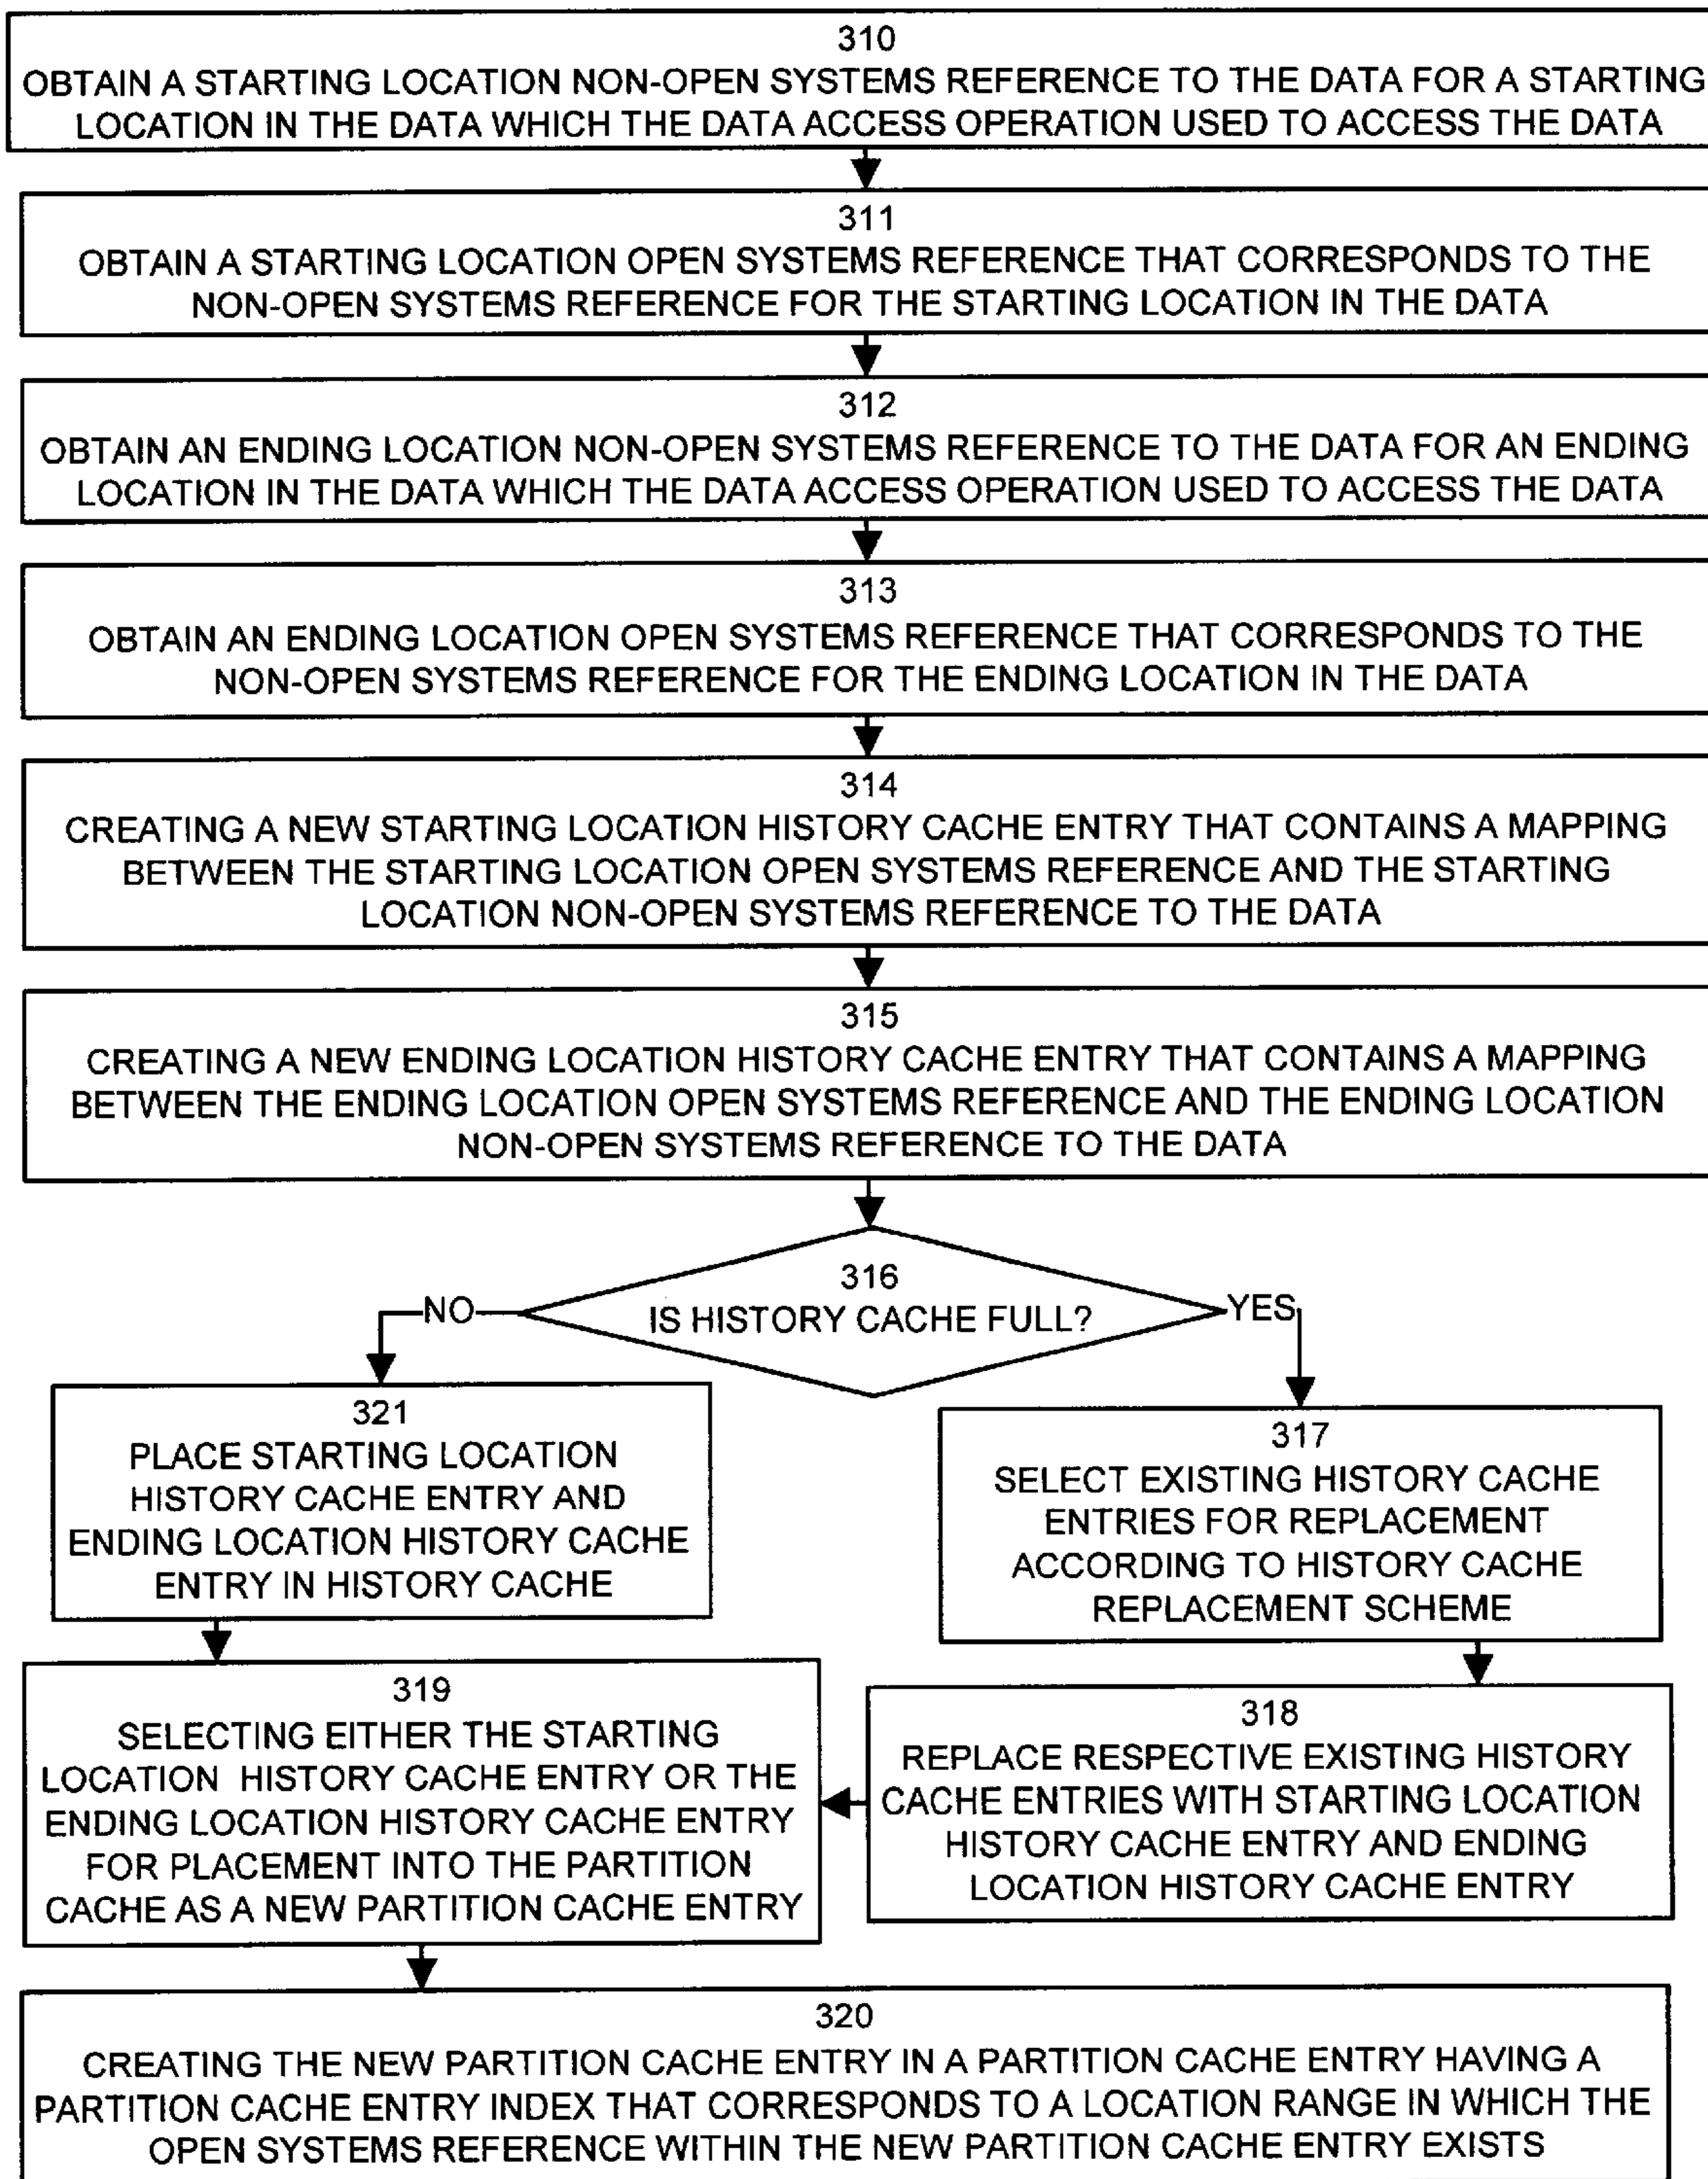 310
OBTAIN A STARTING LOCATION NON-OPEN SYSTEMS REFERENCE TO THE DATA FOR A STARTING
LOCATION IN THE DATA WHICH THE DATA ACCESS OPERATION USED TO ACCESS THE DATA
311
OBTAIN A STARTING LOCATION OPEN SYSTEMS REFERENCE THAT CORRESPONDS TO THE
NON-OPEN SYSTEMS REFERENCE FOR THE STARTING LOCATION IN THE DATA
312
OBTAIN AN ENDING LOCATION NON-OPEN SYSTEMS REFERENCE TO THE DATA FOR AN ENDING
LOCATION IN THE DATA WHICH THE DATA ACCESS OPERATION USED TO ACCESS THE DATA
313
OBTAIN AN ENDING LOCATION OPEN SYSTEMS REFERENCE THAT CORRESPONDS TO THE
NON-OPEN SYSTEMS REFERENCE FOR THE ENDING LOCATION IN THE DATA
314
CREATING A NEW STARTING LOCATION HISTORY CACHE ENTRY THAT CONTAINS A MAPPING
BETWEEN THE STARTING LOCATION OPEN SYSTEMS REFERENCE AND THE STARTING
LOCATION NON-OPEN SYSTEMS REFERENCE TO THE DATA
315
CREATING A NEW ENDING LOCATION HISTORY CACHE ENTRY THAT CONTAINS A MAPPING
BETWEEN THE ENDING LOCATION OPEN SYSTEMS REFERENCE AND THE ENDING LOCATION
NON-OPEN SYSTEMS REFERENCE TO THE DATA
316
IS HISTORY CACHE FULL?
NO
YES
321
PLACE STARTING LOCATION
HISTORY CACHE ENTRY AND
ENDING LOCATION HISTORY CACHE
ENTRY IN HISTORY CACHE
317
SELECT EXISTING HISTORY CACHE
ENTRIES FOR REPLACEMENT
ACCORDING TO HISTORY CACHE
REPLACEMENT SCHEME
318
REPLACE RESPECTIVE EXISTING HISTORY
CACHE ENTRIES WITH STARTING LOCATION
HISTORY CACHE ENTRY AND ENDING
LOCATION HISTORY CACHE ENTRY
319
SELECTING EITHER THE STARTING
LOCATION HISTORY CACHE ENTRY OR THE
ENDING LOCATION HISTORY CACHE ENTRY
FOR PLACEMENT INTO THE PARTITION
CACHE AS A NEW PARTITION CACHE ENTRY
320
CREATING THE NEW PARTITION CACHE ENTRY IN A PARTITION CACHE ENTRY HAVING A
PARTITION CACHE ENTRY INDEX THAT CORRESPONDS TO A LOCATION RANGE IN WHICH THE
OPEN SYSTEMS REFERENCE WITHIN THE NEW PARTITION CACHE ENTRY EXISTS